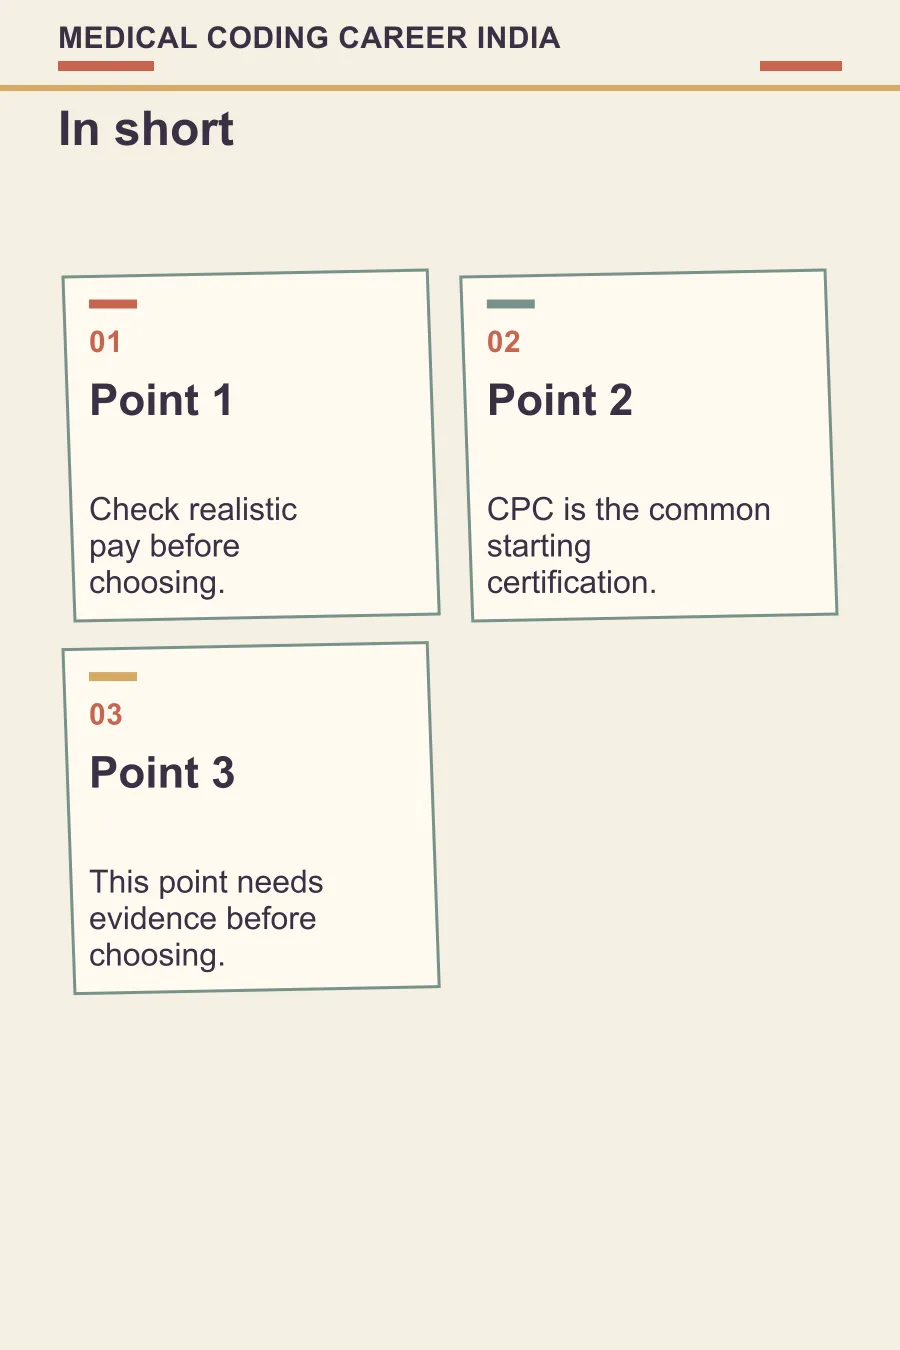 MEDICAL CODING CAREER INDIA
In short
01
Point 1
Check realistic
pay before
choosing.
02
Point 2
CPC is the common
starting
certification.
03
Point 3
This point needs
evidence before
choosing.